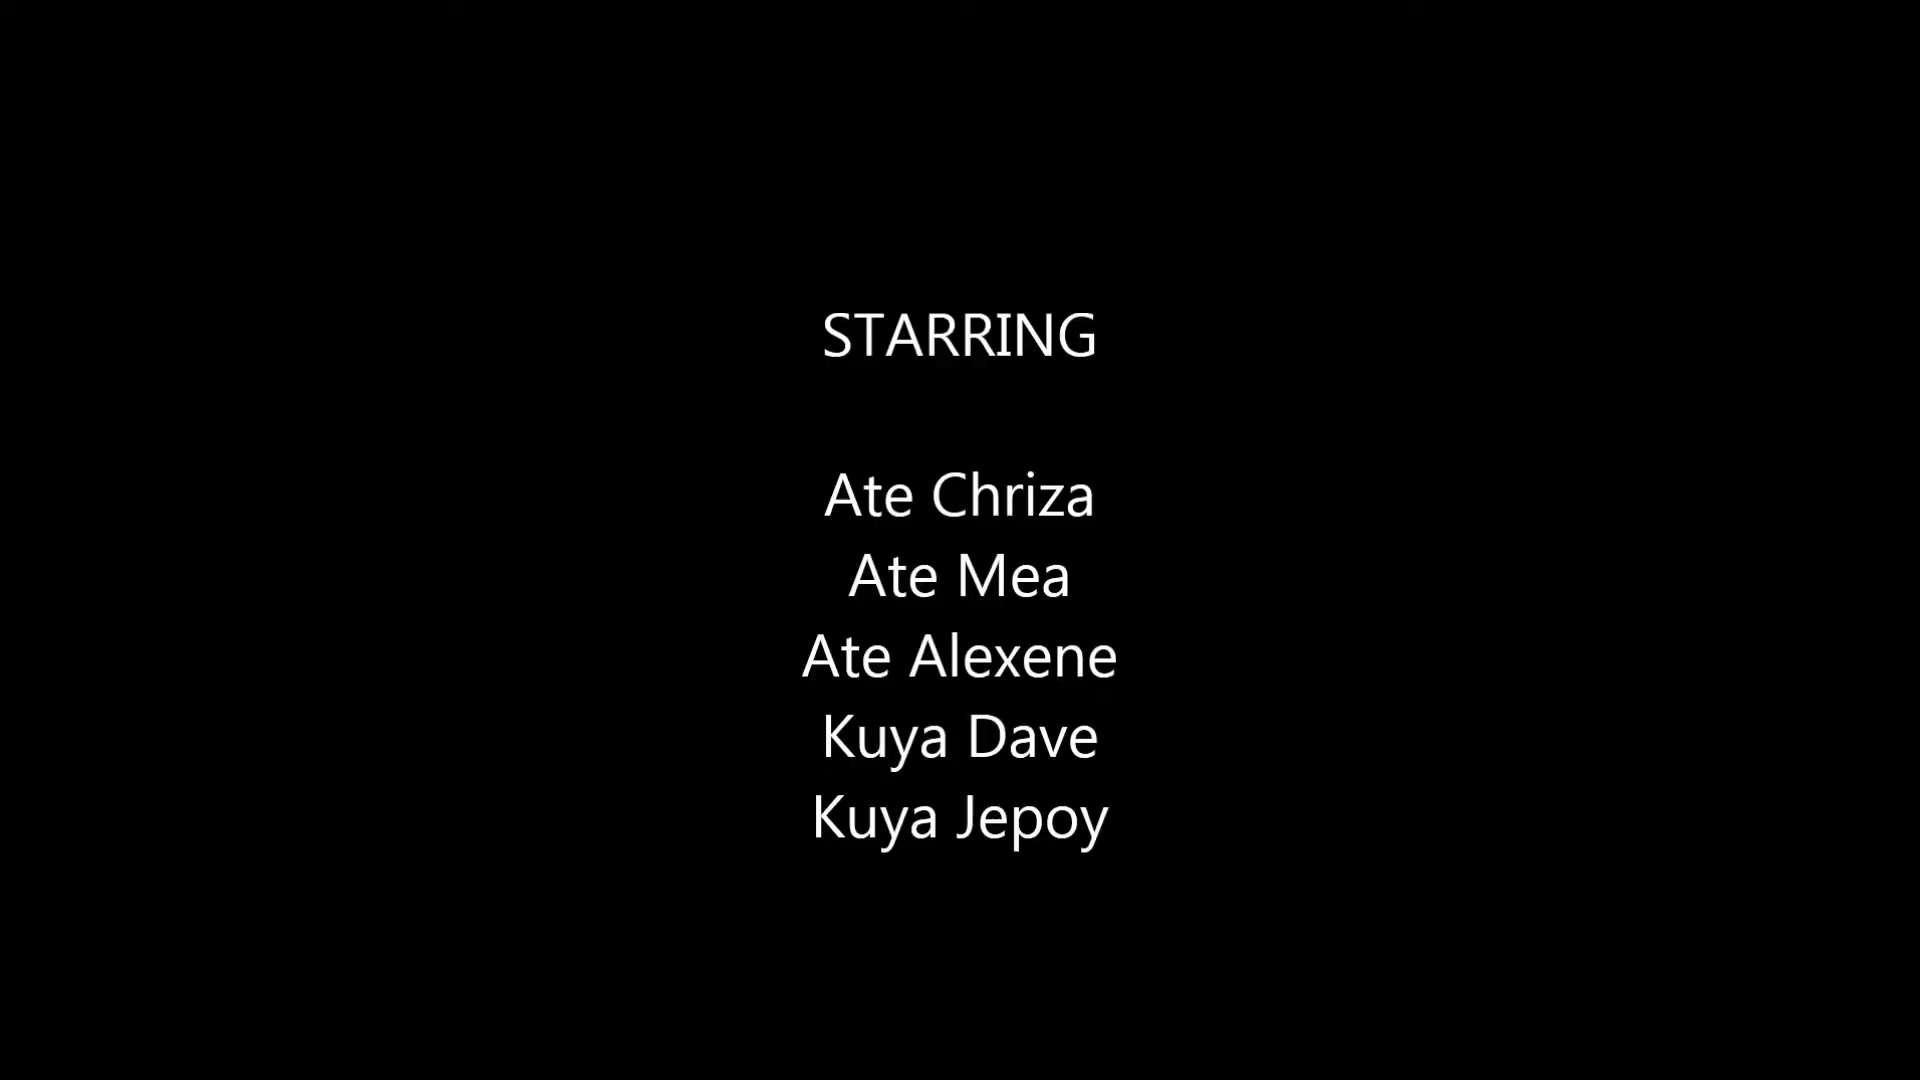 STARRING
Ate Chriza
Ate Mea
Ate Alexene
Kuya Dave
Kuya Jepoy